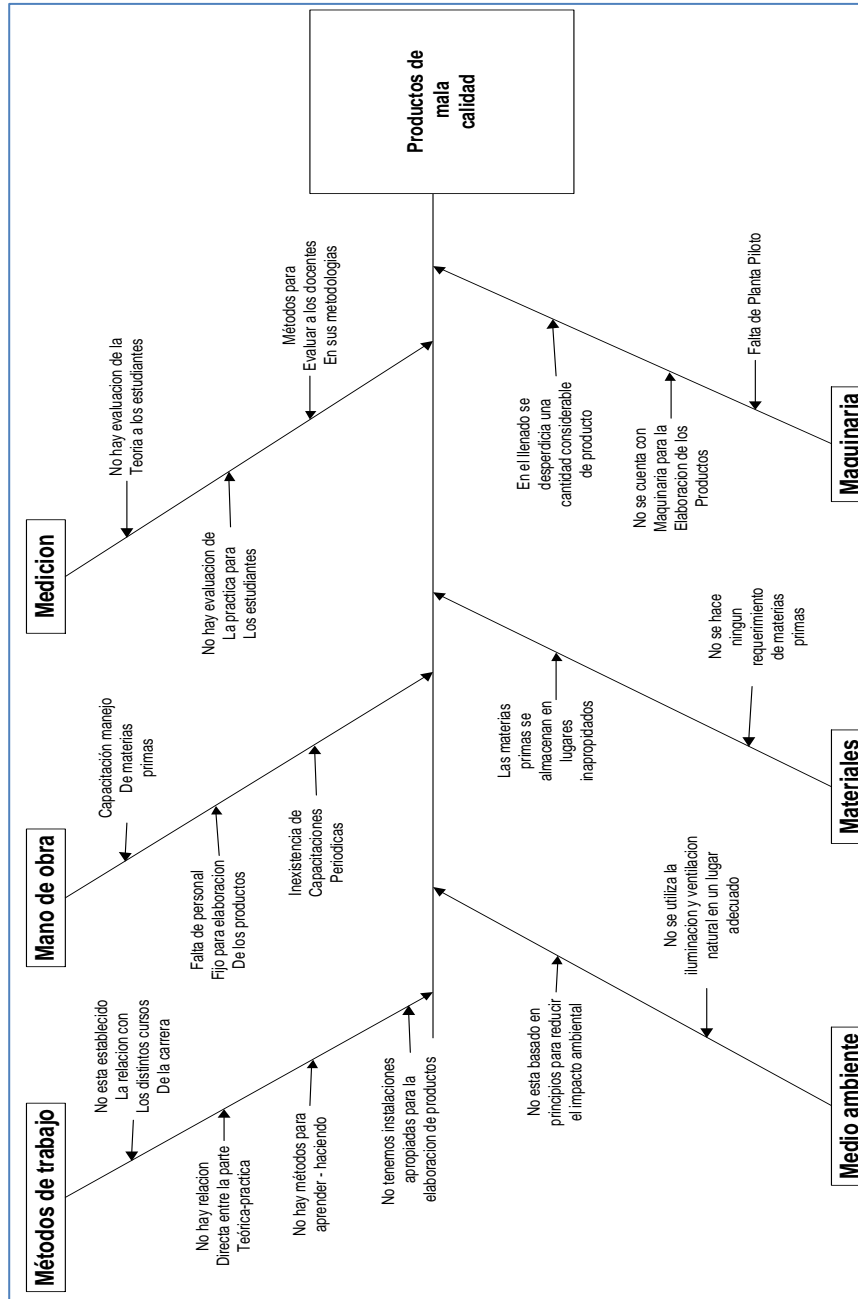 Productos de
mala
calidad
Métodos de trabajo
No esta establecido
La relacion con
Los distintos cursos
De la carrera
No hay relacion
Directa entre la parte
Teórica-practica
No hay métodos para
aprender - haciendo
No tenemos instalaciones
apropiadas para la
elaboracion de productos
Mano de obra
Capacitación manejo
De materias
primas
Falta de personal
Fijo para elaboracion
De los productos
Inexistencia de
Capacitaciones
Periodicas
Medicion
No hay evaluacion de la
Teoria a los estudiantes
No hay evaluacion de
La practica para
Los estudiantes
Métodos para
Evaluar a los docentes
En sus metodologias
Medio ambiente
No esta basado en
principios para reducir
el impacto ambiental
No se utiliza la
iluminacion y ventilacion
natural en un lugar
adecuado
Materiales
Las materias
primas se
almacenan en
lugares
inapropidados
No se hace
ningun
requerimiento
de materias
primas
Maquinaria
En el llenado se
desperdicia una
cantidad considerable
de producto
No se cuenta con
Maquinaria para la
Elaboracion de los
Productos
Falta de Planta Piloto